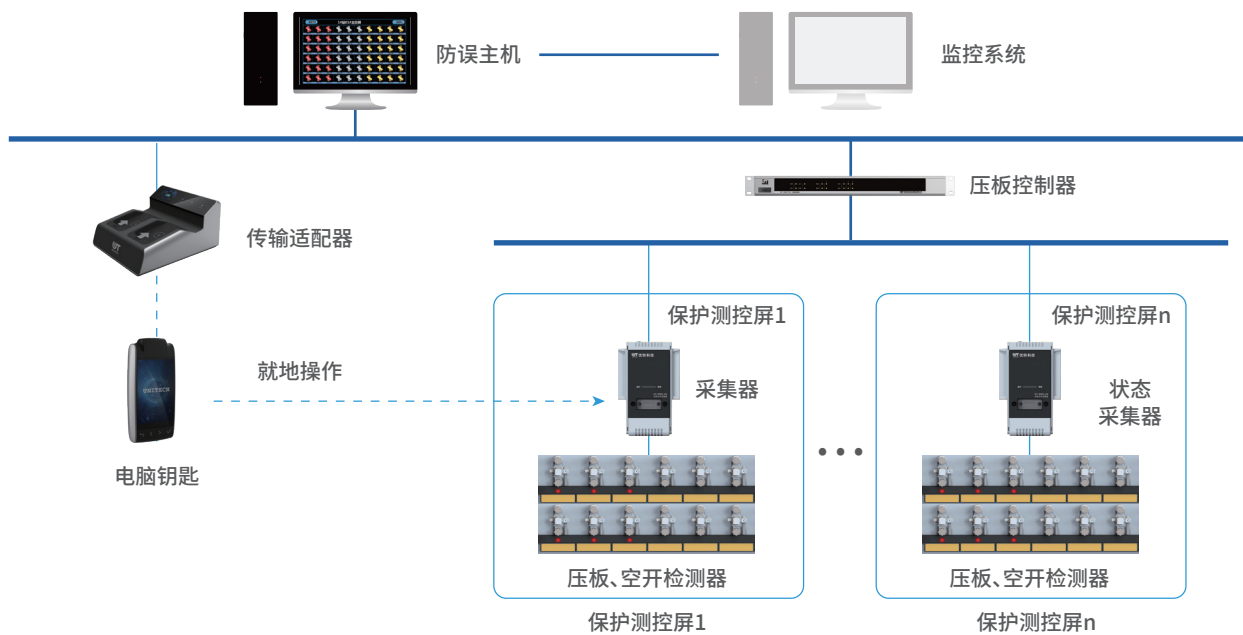 防误主机
监控系统
压板控制器
传输适配器
保护测控屏1
保护测控屏n
就地操作
采集器
状态
采集器
UNITECH
电脑钥匙
压板、空开检测器
压板、空开检测器
保护测控屏1
保护测控屏n